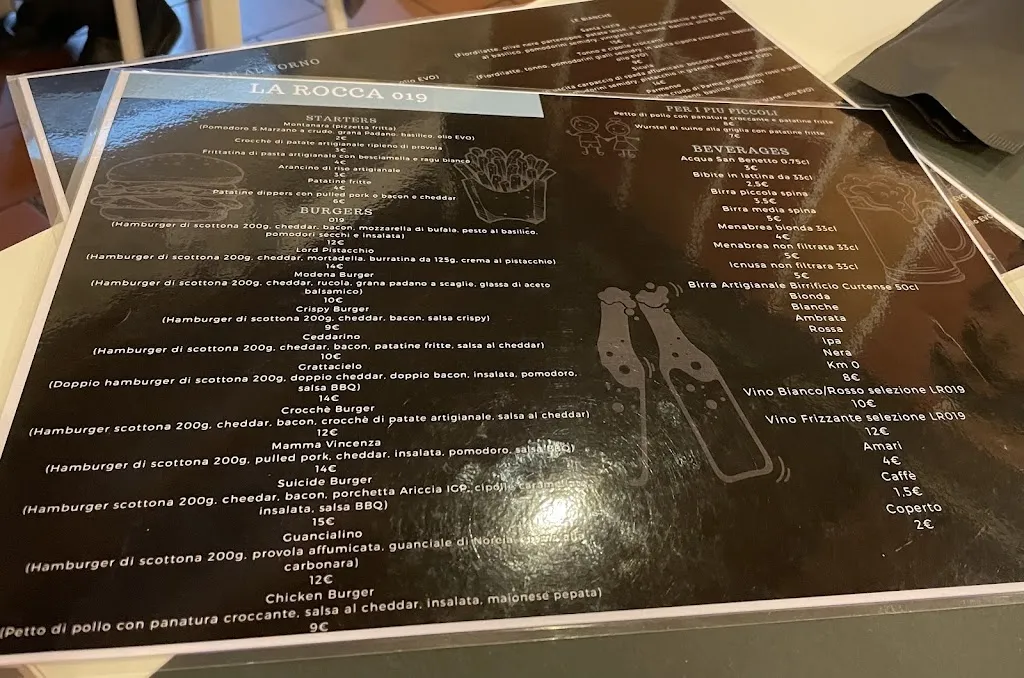 AL FORNO
LE BIANCHE
LA ROCCA 019
STARTERS
Montanara (pizzetta fritta)
(Pomodoro S.Marzano a crudo, grana Padano, basilico, olio EVO)
2€
Crocchè di patate artigianale ripieno di provola
3€
Frittatina di pasta artigianale con besciamella e ragu bianco
4€
Arancino di riso artigianale
3€
Patatine fritte
4€
Patatine dippers con pulled pork e bacon e cheddar
6€
BURGERS
019
(Hamburger di scottona 200g, cheddar, bacon, mozzarella di bufala, pesto al basilico,
pomodori secchi e insalata)
12€
Lord Pistacchio
(Hamburger di scottona 200g, cheddar, mortadella, burratina da 125g, crema al pistacchio)
14€
Modena Burger
(Hamburger di scottona 200g, cheddar, rucola, grana padano a scaglie, glassa di aceto
balsamico)
10€
Crispy Burger
(Hamburger di scottona 200g, cheddar, bacon, salsa crispy)
9€
Ceddarino
(Hamburger di scottona 200g, cheddar, bacon, patatine fritte, salsa al cheddar)
10€
Grattacielo
(Doppio hamburger di scottona 200g, doppio cheddar, doppio bacon, insalata, pomodoro,
salsa BBQ)
14€
Crocchè Burger
(Hamburger scottona 200g, cheddar, bacon, crocchè di patate artigianale, salsa al cheddar)
12€
Mamma Vincenza
(Hamburger scottona 200g, pulled pork, cheddar, insalata, pomodoro, salsa BBQ)
14€
Suicide Burger
(Hamburger scottona 200g, cheedar, bacon, porchetta Ariccia IGP, cipolla
insalata, salsa BBQ)
15€
Guancialino
(Hamburger di scottona 200g, provola affumicata, guanciale di Norcia
carbonara)
12€
Chicken Burger
(Petto di pollo con panatura croccante, salsa al cheddar, insalata, maionese pepata)
9€
PER I PIU PICCOLI
Petto di pollo con panatura croccante e patatine fritte
8€
Wurstel di suino alla griglia con patatine fritte
BEVERAGES
Acqua San Benetto 0.75cl
3€
Bibite in lattina da 33cl
2.5€
Birra piccola spina
3.5€
Birra media spina
5€
Menabrea bionda 33cl
4€
Menabrea non filtrata 33cl
5€
Icnusa non filtrara 33cl
5€
Birra Artigianale Birrificio Curtense 50cl
Bionda
Blanche
Ambrata
Rossa
Ipa
Nera
Km 0
8€
Vino Bianco/Rosso selezione LR019
10€
Vino Frizzante selezione LR019
12€
Amari
4€
Caffè
1,5€
Coperto
2€